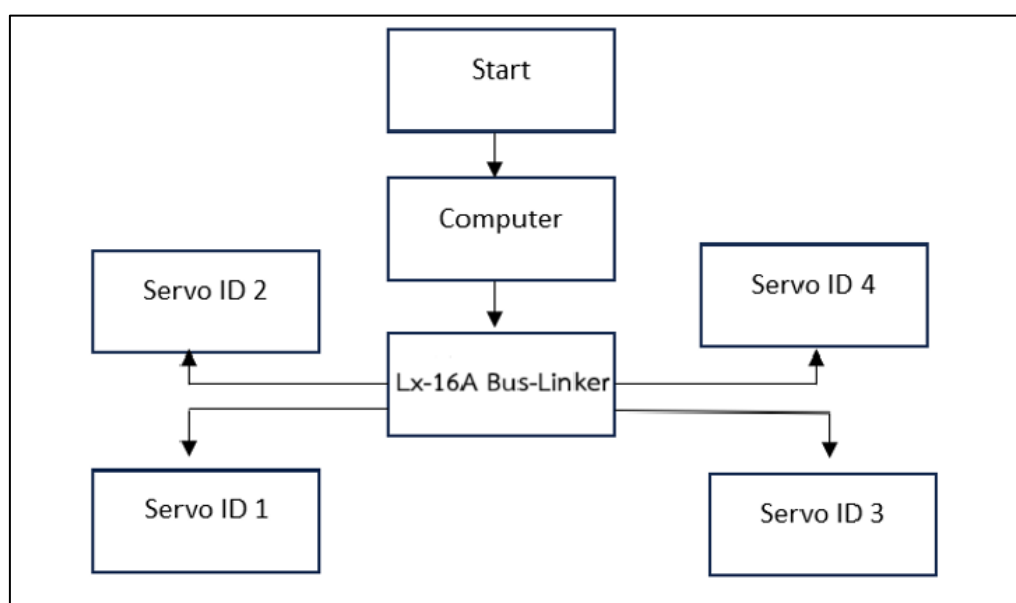 Start
Computer
Servo ID 2
Servo ID 4
Lx-16A Bus-Linker
Servo ID 1
Servo ID 3